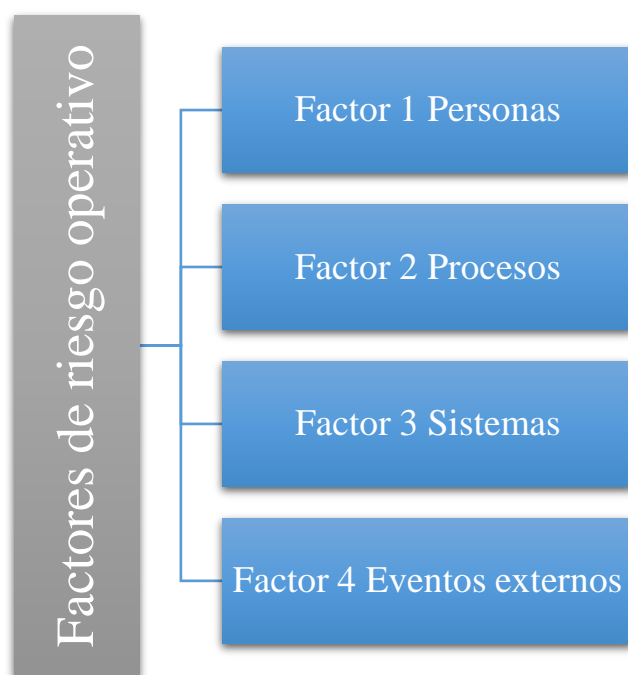 Factores de riesgo operativo
Factor 1 Personas
Factor 2 Procesos
Factor 3 Sistemas
Factor 4 Eventos externos